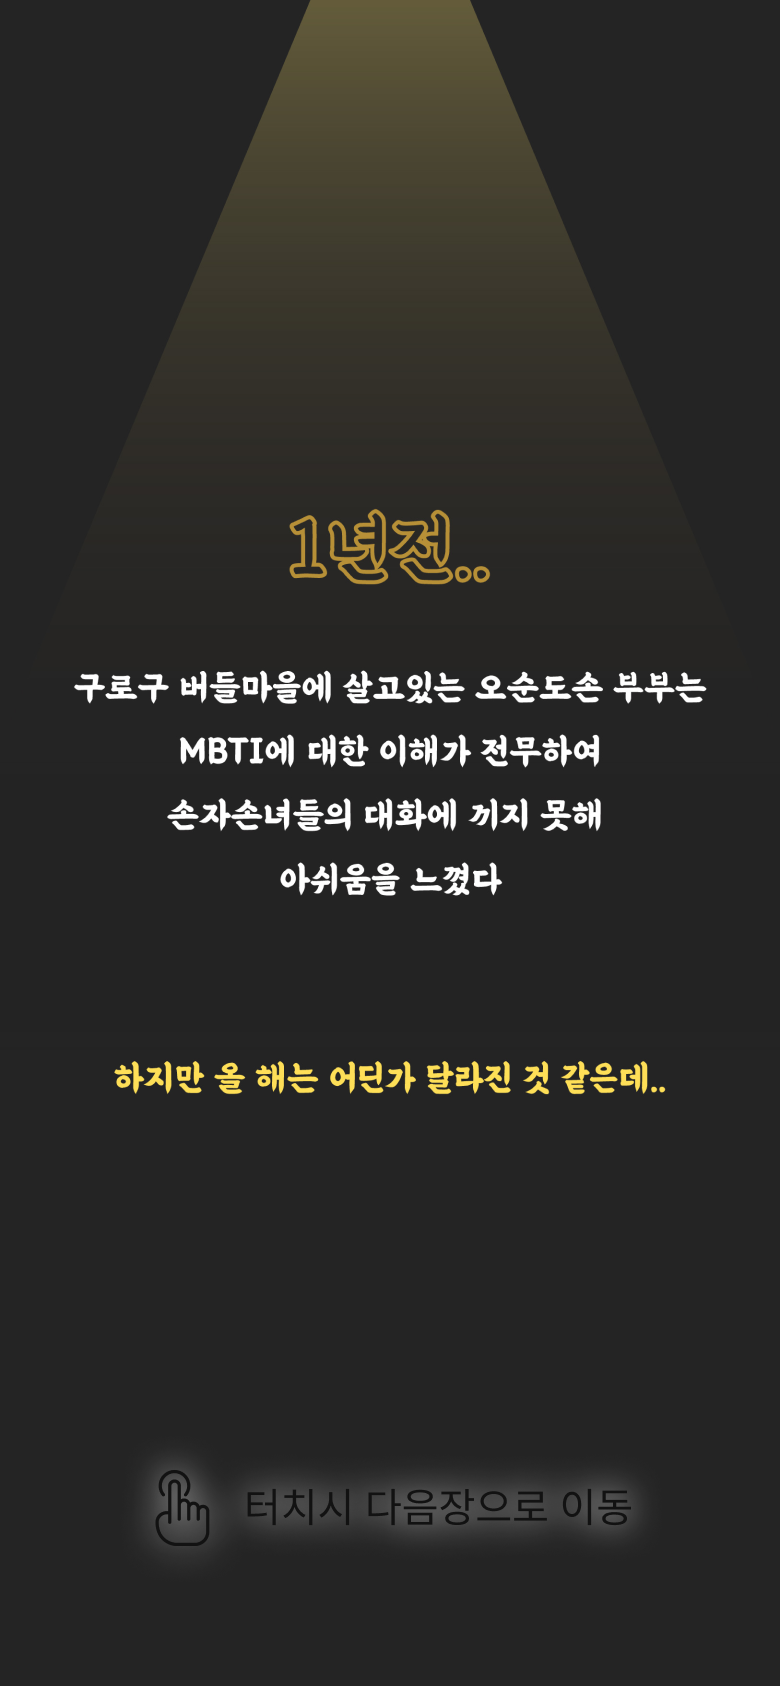 1년전..
구로구 버들마을에 살고있는 오순도손 부부는
MBTI에 대한 이해가 전무하여
손자손녀들의 대화에 끼지 못해
아쉬움을 느꼈다
하지만 올 해는 어딘가 달라진 것 같은데..
터치시 다음장으로 이동